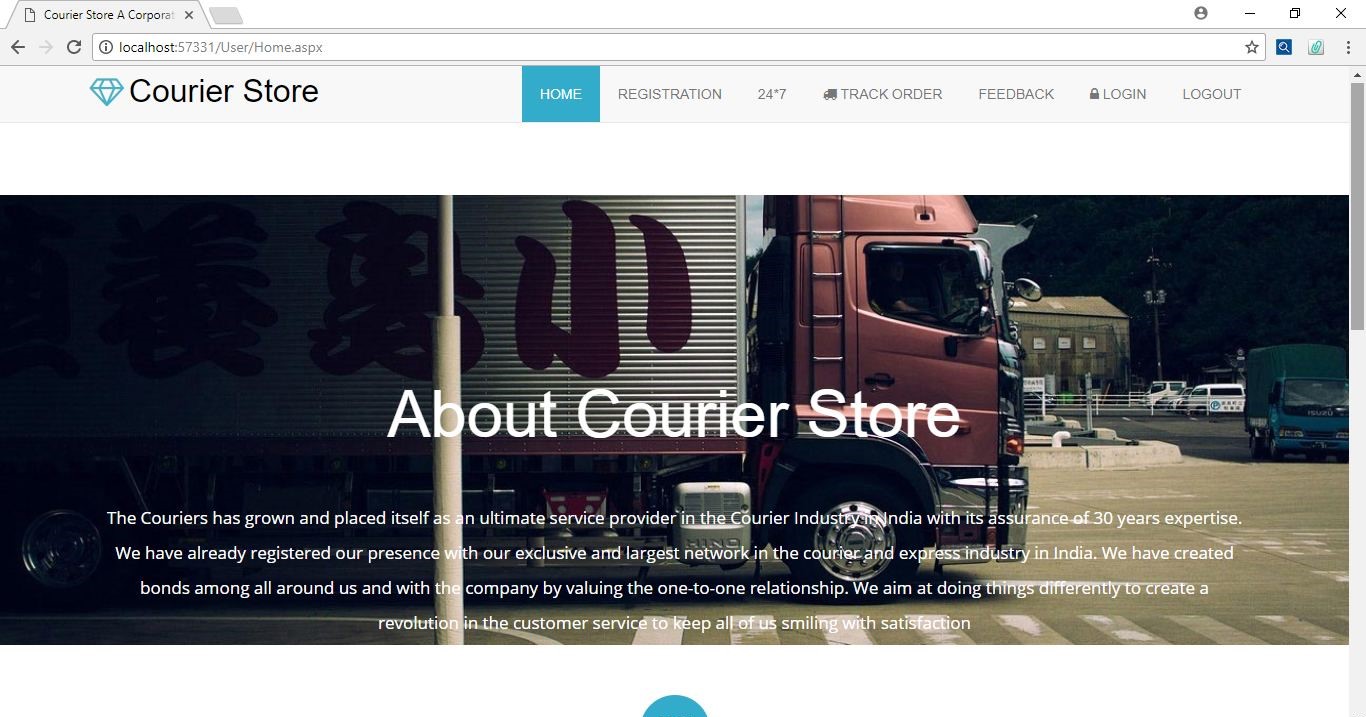 Courier Store A Corporat
localhost:57331/User/Home.aspx
Courier Store
HOME REGISTRATION 24*7 TRACK ORDER FEEDBACK LOGIN LOGOUT
小
About Courier Store
ISUZU
HINO
The Couriers has grown and placed itself as an ultimate service provider in the Courier Industry in India with its assurance of 30 years expertise.
We have already registered our presence with our exclusive and largest network in the courier and express industry in India. We have created
bonds among all around us and with the company by valuing the one-to-one relationship. We aim at doing things differently to create a
revolution in the customer service to keep all of us smiling with satisfaction